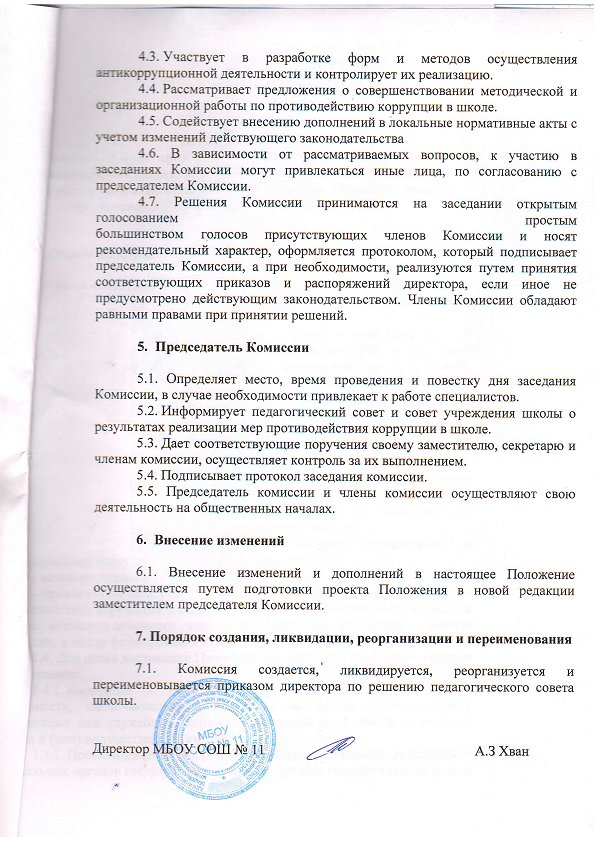 4.3. Участвует в разработке форм и методов осуществления
антикоррупционной деятельности и контролирует их реализацию.
4.4. Рассматривает предложения о совершенствовании методической и
организационной работы по противодействию коррупции в школе.
4.5. Содействует внесению дополнений в локальные нормативные акты с
учетом изменений действующего законодательства
4.6. В зависимости от рассматриваемых вопросов, к участию в
заседаниях Комиссии могут привлекаться иные лица, по согласованию с
председателем Комиссии.
4.7. Решения Комиссии принимаются на заседании открытым
голосованием простым
большинством голосов присутствующих членов Комиссии и носят
рекомендательный характер, оформляется протоколом, который подписывает
председатель Комиссии, а при необходимости, реализуются путем принятия
соответствующих приказов и распоряжений директора, если иное не
предусмотрено действующим законодательством. Члены Комиссии обладают
равными правами при принятии решений.
5. Председатель Комиссии
5.1. Определяет место, время проведения и повестку дня заседания
Комиссии, в случае необходимости привлекает к работе специалистов.
5.2. Информирует педагогический совет и совет учреждения школы о
результатах реализации мер противодействия коррупции в школе.
5.3. Дает соответствующие поручения своему заместителю, секретарю и
членам комиссии, осуществляет контроль за их выполнением.
5.4. Подписывает протокол заседания комиссии.
5.5. Председатель комиссии и члены комиссии осуществляют свою
деятельность на общественных началах.
6. Внесение изменений
6.1. Внесение изменений и дополнений в настоящее Положение
осуществляется путем подготовки проекта Положения в новой редакции
заместителем председателя Комиссии.
7. Порядок создания, ликвидации, реорганизации и переименования
7.1. Комиссия создается, ликвидируется, реорганизуется и
переименовывается приказом директора по решению педагогического совета
школы.
Директор МБОУ СОШ № 11 А.З Хван
МБОУ
№ 11